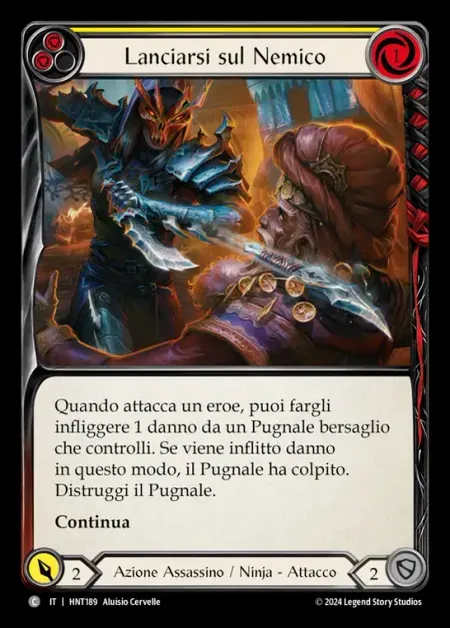 Lanciarsi sul Nemico
1
Quando attacca un eroe, puoi fargli
infliggere 1 danno da un Pugnale bersaglio
che controlli. Se viene inflitto danno
in questo modo, il Pugnale ha colpito.
Distruggi il Pugnale.
Continua
2
Azione Assassino / Ninja - Attacco
2
C IT | HNT189 Aluisio Cervelle
© 2024 Legend Story Studios